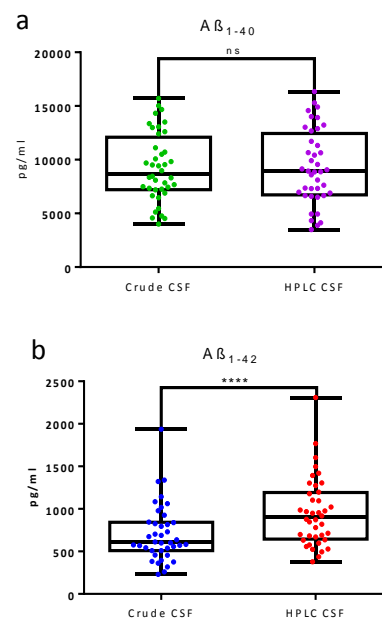 a
Aß1-40
ns
20000
15000
10000
5000
0
pg/ml
Crude CSF
HPLC CSF
b
Aß1-42
****
2500
2000
1500
1000
500
0
pg/ml
Crude CSF
HPLC CSF